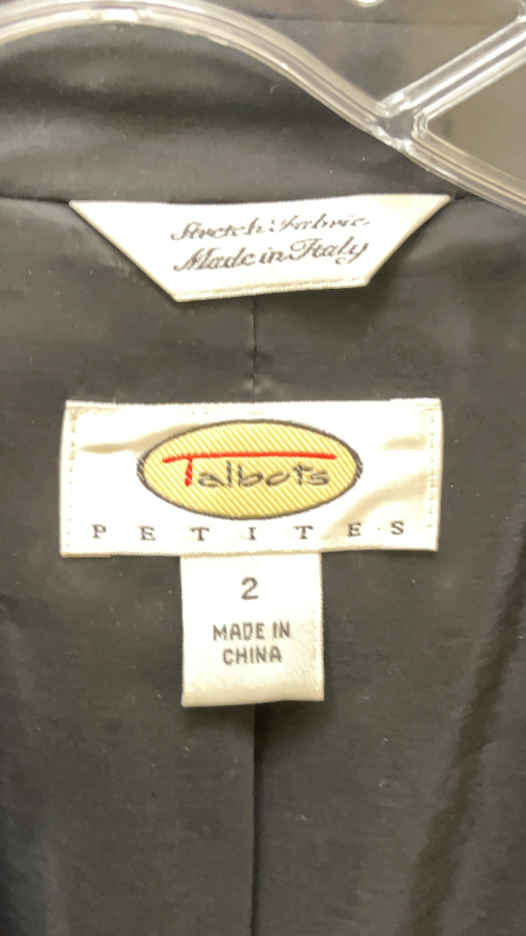 Stretch Fabric
Made in Italy
Talbots
PETITES
2
MADE IN
CHINA